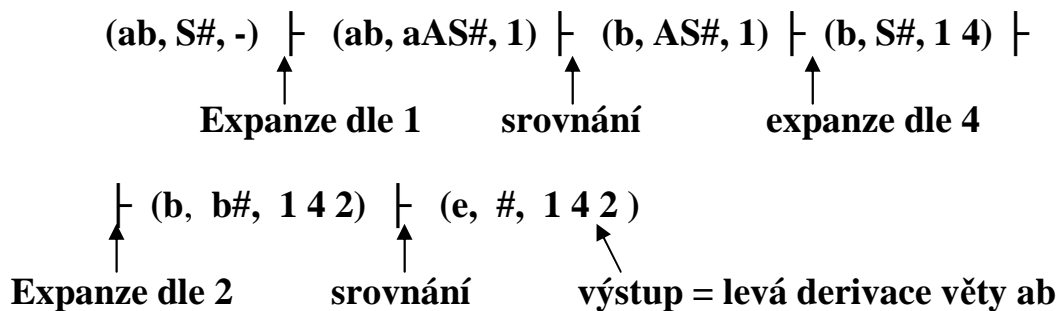 (ab, S#, -) ├ (ab, aAS#, 1) ├ (b, AS#, 1) ├ (b, S#, 1 4) ├
Expanze dle 1 srovnání expanze dle 4
├ (b, b#, 1 4 2) ├ (e, #, 1 4 2 )
Expanze dle 2 srovnání výstup = levá derivace věty ab